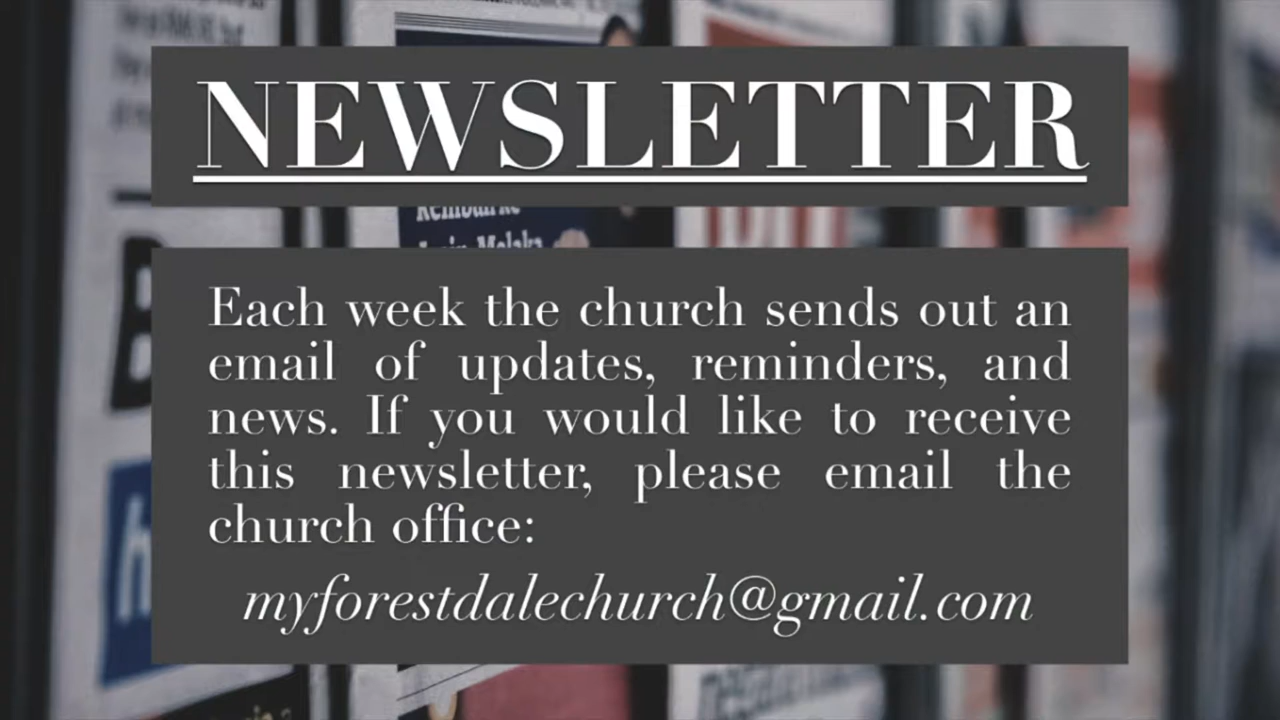 NEWSLETTER
Each week the church sends out an
email of updates, reminders, and
news. If you would like to receive
this newsletter, please email the
church office:
myforestdalechurch@gmail.com